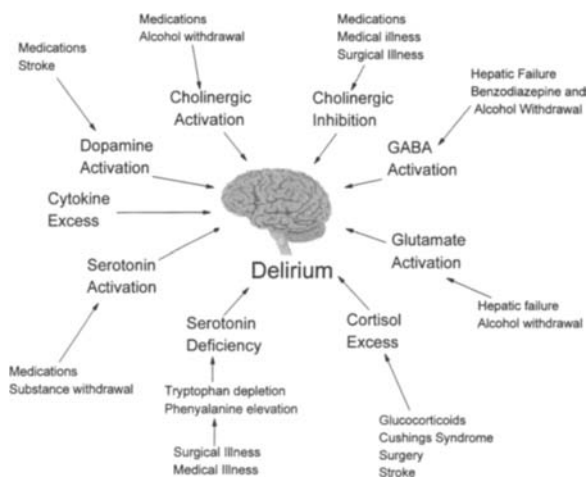 Medications
Alcohol withdrawal
Medications
Medical illness
Surgical Illness
Medications
Stroke
Cholinergic
Activation
Cholinergic
Inhibition
Hepatic Failure
Benzodiazepine and
Alcohol Withdrawal
Dopamine
Activation
GABA
Activation
Cytokine
Excess
Glutamate
Activation
Serotonin
Activation
Delirium
Hepatic failure
Alcohol withdrawal
Serotonin
Deficiency
Cortisol
Excess
Medications
Substance withdrawal
Tryptophan depletion
Phenyalanine elevation
Glucocorticoids
Cushings Syndrome
Surgery
Stroke
Surgical Illness
Medical Illness